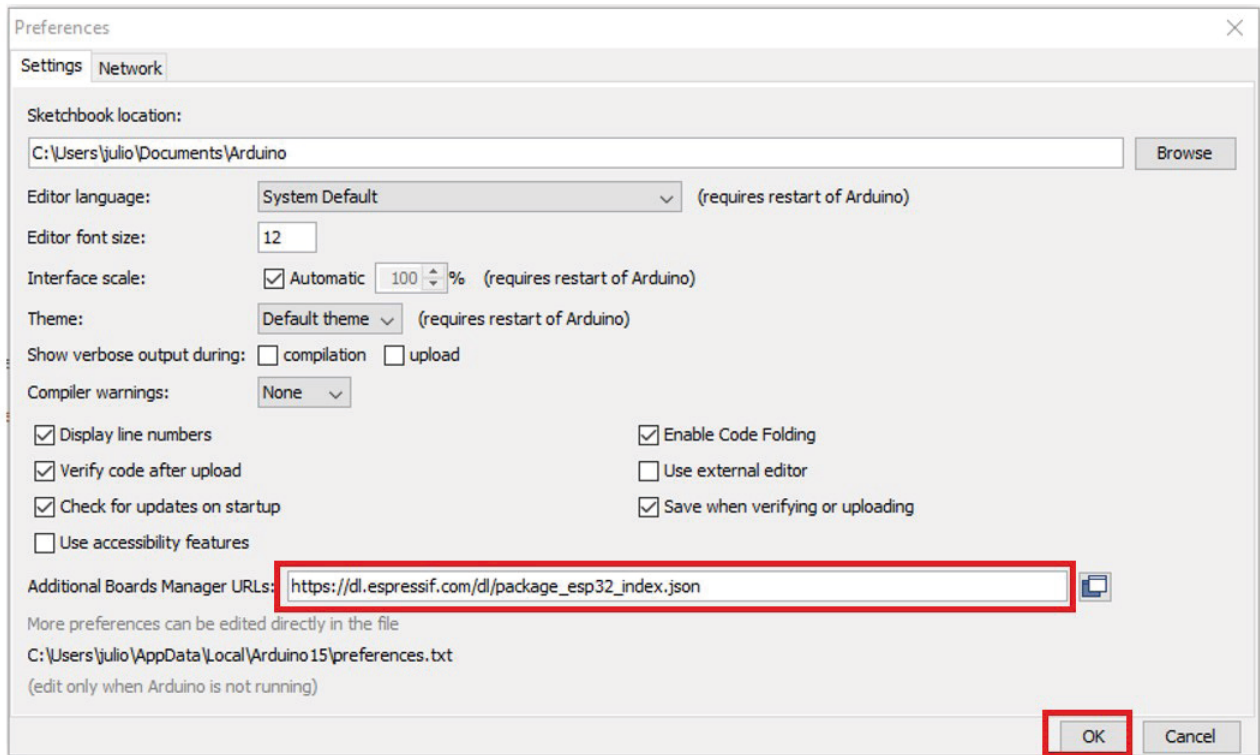 Preferences
Settings Network
Sketchbook location:
C:\Users\julio\Documents\Arduino Browse
Editor language: System Default (requires restart of Arduino)
Editor font size: 12
Interface scale: Automatic 100 % (requires restart of Arduino)
Theme: Default theme (requires restart of Arduino)
Show verbose output during: compilation upload
Compiler warnings: None
Display line numbers Enable Code Folding
Verify code after upload Use external editor
Check for updates on startup Save when verifying or uploading
Use accessibility features
Additional Boards Manager URLs: https://dl.espressif.com/dl/package_esp32_index.json
More preferences can be edited directly in the file
C:\Users\julio\AppData\Local\Arduino15\preferences.txt
(edit only when Arduino is not running)
OK Cancel